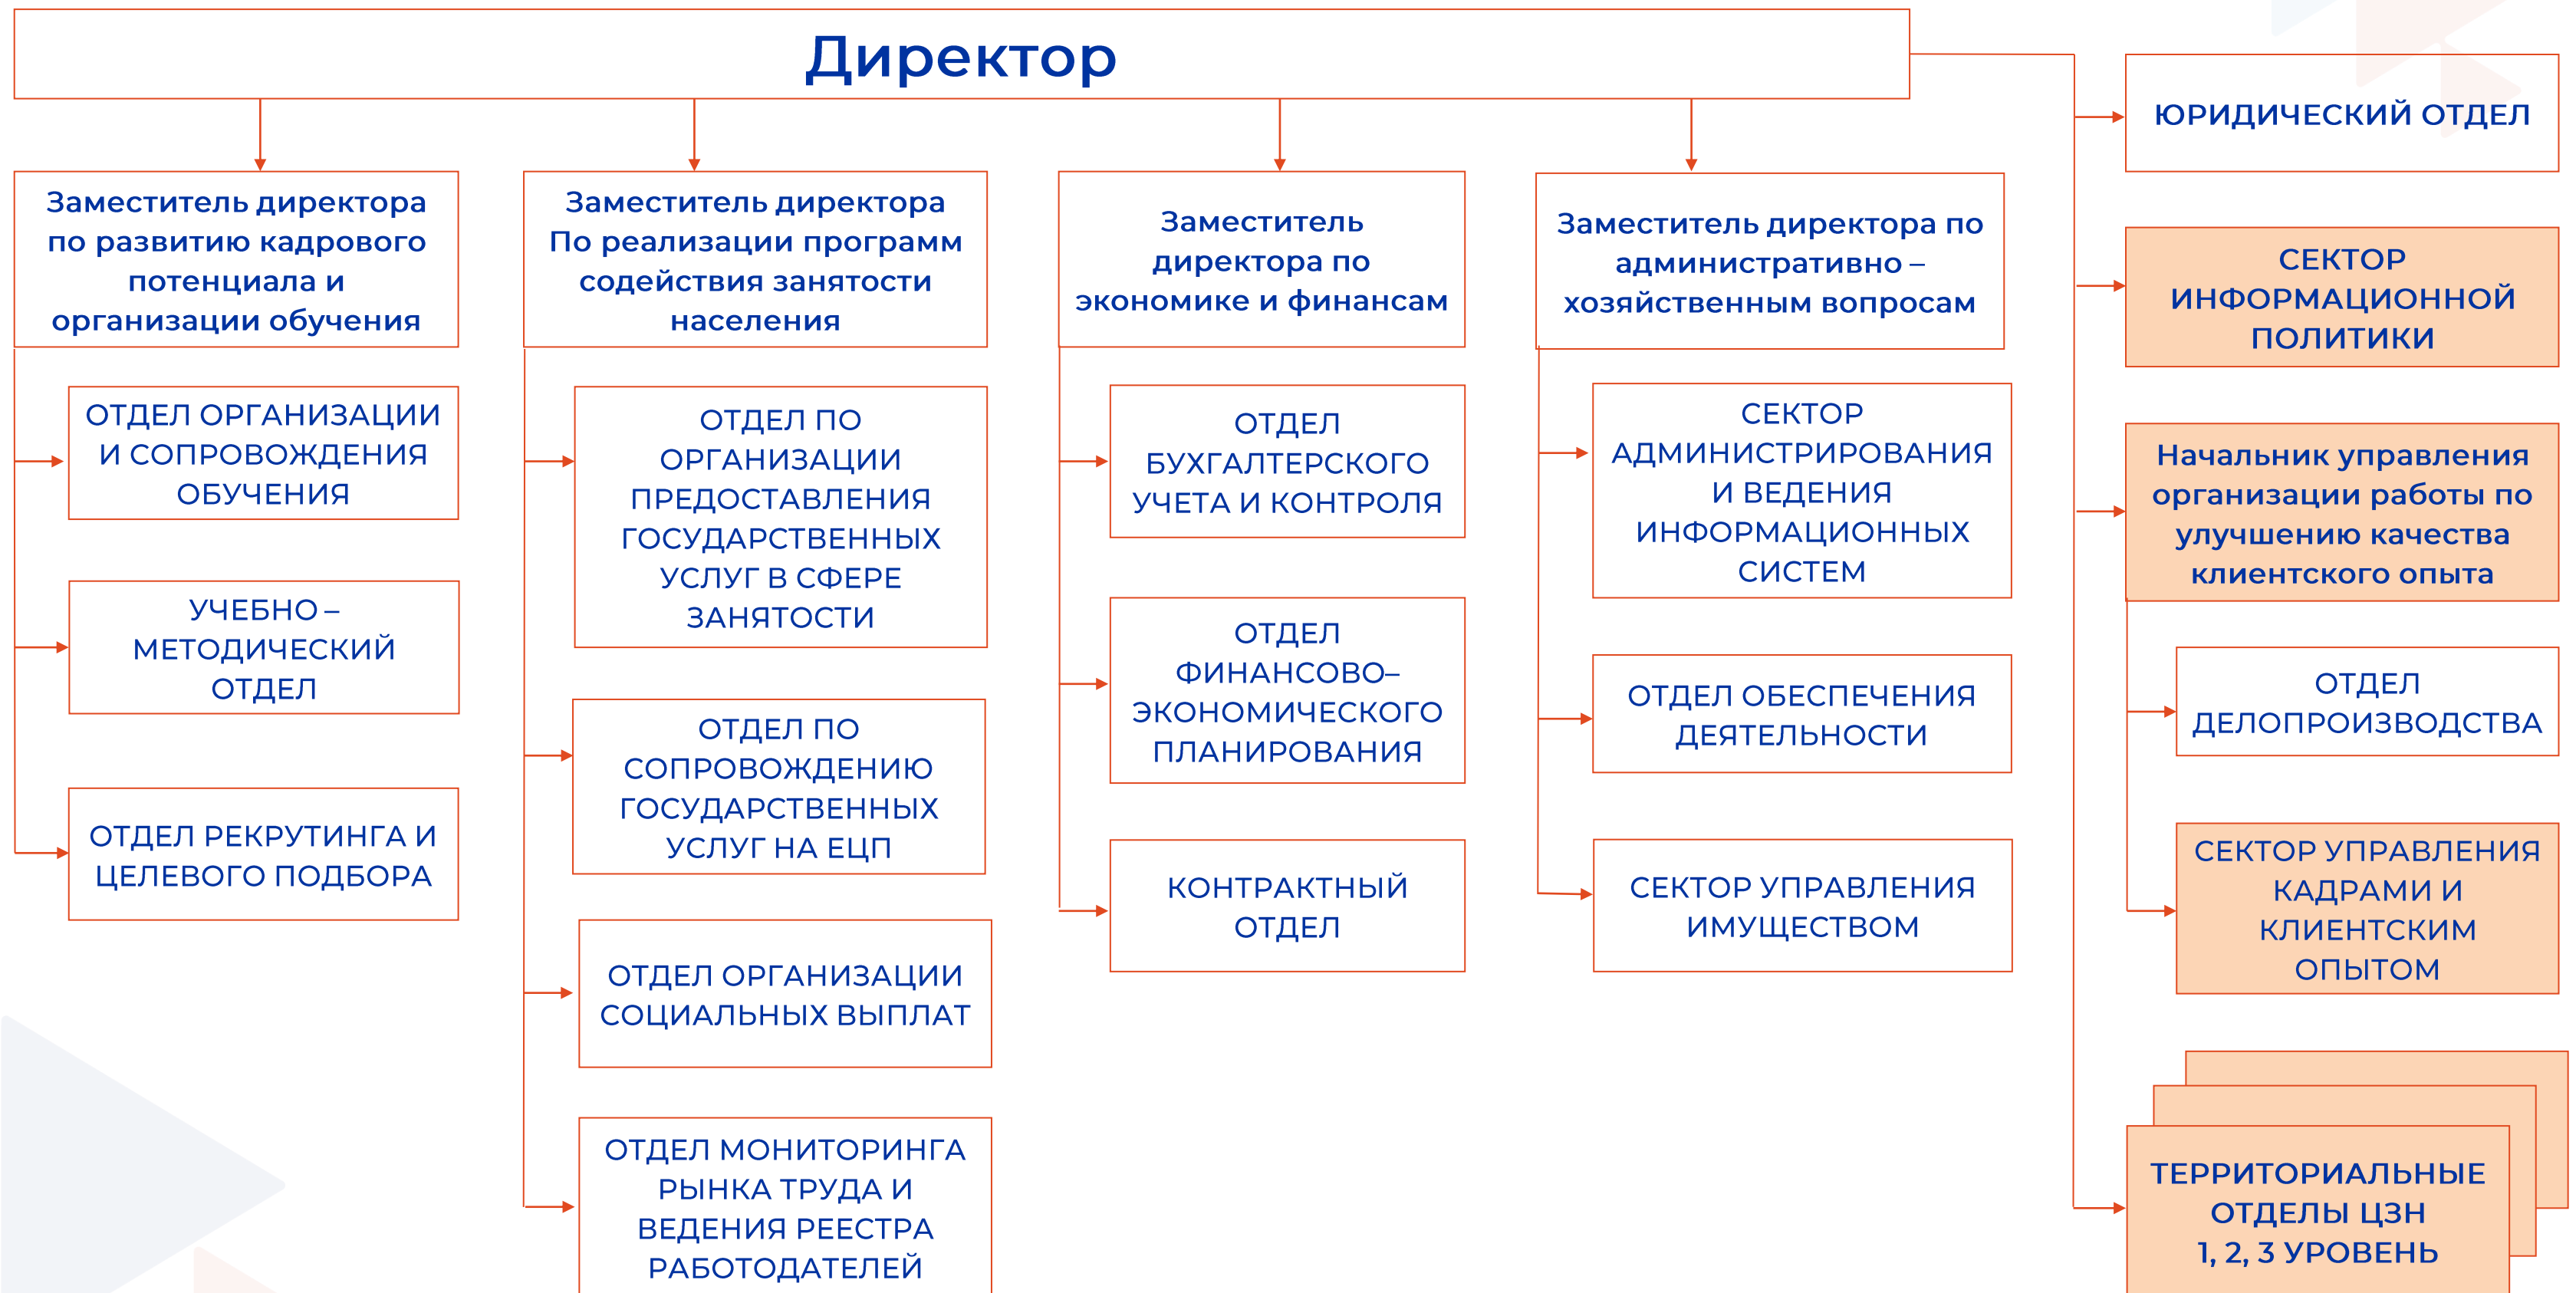 Директор
Заместитель директора
по развитию кадрового
потенциала и
организации обучения
ОТДЕЛ ОРГАНИЗАЦИИ
И СОПРОВОЖДЕНИЯ
ОБУЧЕНИЯ
УЧЕБНО –
МЕТОДИЧЕСКИЙ
ОТДЕЛ
ОТДЕЛ РЕКРУТИНГА И
ЦЕЛЕВОГО ПОДБОРА
Заместитель директора
По реализации программ
содействия занятости
населения
ОТДЕЛ ПО
ОРГАНИЗАЦИИ
ПРЕДОСТАВЛЕНИЯ
ГОСУДАРСТВЕННЫХ
УСЛУГ В СФЕРЕ
ЗАНЯТОСТИ
ОТДЕЛ ПО
СОПРОВОЖДЕНИЮ
ГОСУДАРСТВЕННЫХ
УСЛУГ НА ЕЦП
ОТДЕЛ ОРГАНИЗАЦИИ
СОЦИАЛЬНЫХ ВЫПЛАТ
ОТДЕЛ МОНИТОРИНГА
РЫНКА ТРУДА И
ВЕДЕНИЯ РЕЕСТРА
РАБОТОДАТЕЛЕЙ
Заместитель
директора по
экономике и финансам
ОТДЕЛ
БУХГАЛТЕРСКОГО
УЧЕТА И КОНТРОЛЯ
ОТДЕЛ
ФИНАНСОВО–
ЭКОНОМИЧЕСКОГО
ПЛАНИРОВАНИЯ
КОНТРАКТНЫЙ
ОТДЕЛ
Заместитель директора по
административно –
хозяйственным вопросам
СЕКТОР
АДМИНИСТРИРОВАНИЯ
И ВЕДЕНИЯ
ИНФОРМАЦИОННЫХ
СИСТЕМ
ОТДЕЛ ОБЕСПЕЧЕНИЯ
ДЕЯТЕЛЬНОСТИ
СЕКТОР УПРАВЛЕНИЯ
ИМУЩЕСТВОМ
ЮРИДИЧЕСКИЙ ОТДЕЛ
СЕКТОР
ИНФОРМАЦИОННОЙ
ПОЛИТИКИ
Начальник управления
организации работы по
улучшению качества
клиентского опыта
ОТДЕЛ
ДЕЛОПРОИЗВОДСТВА
СЕКТОР УПРАВЛЕНИЯ
КАДРАМИ И
КЛИЕНТСКИМ
ОПЫТОМ
ТЕРРИТОРИАЛЬНЫЕ
ОТДЕЛЫ ЦЗН
1, 2, 3 УРОВЕНЬ